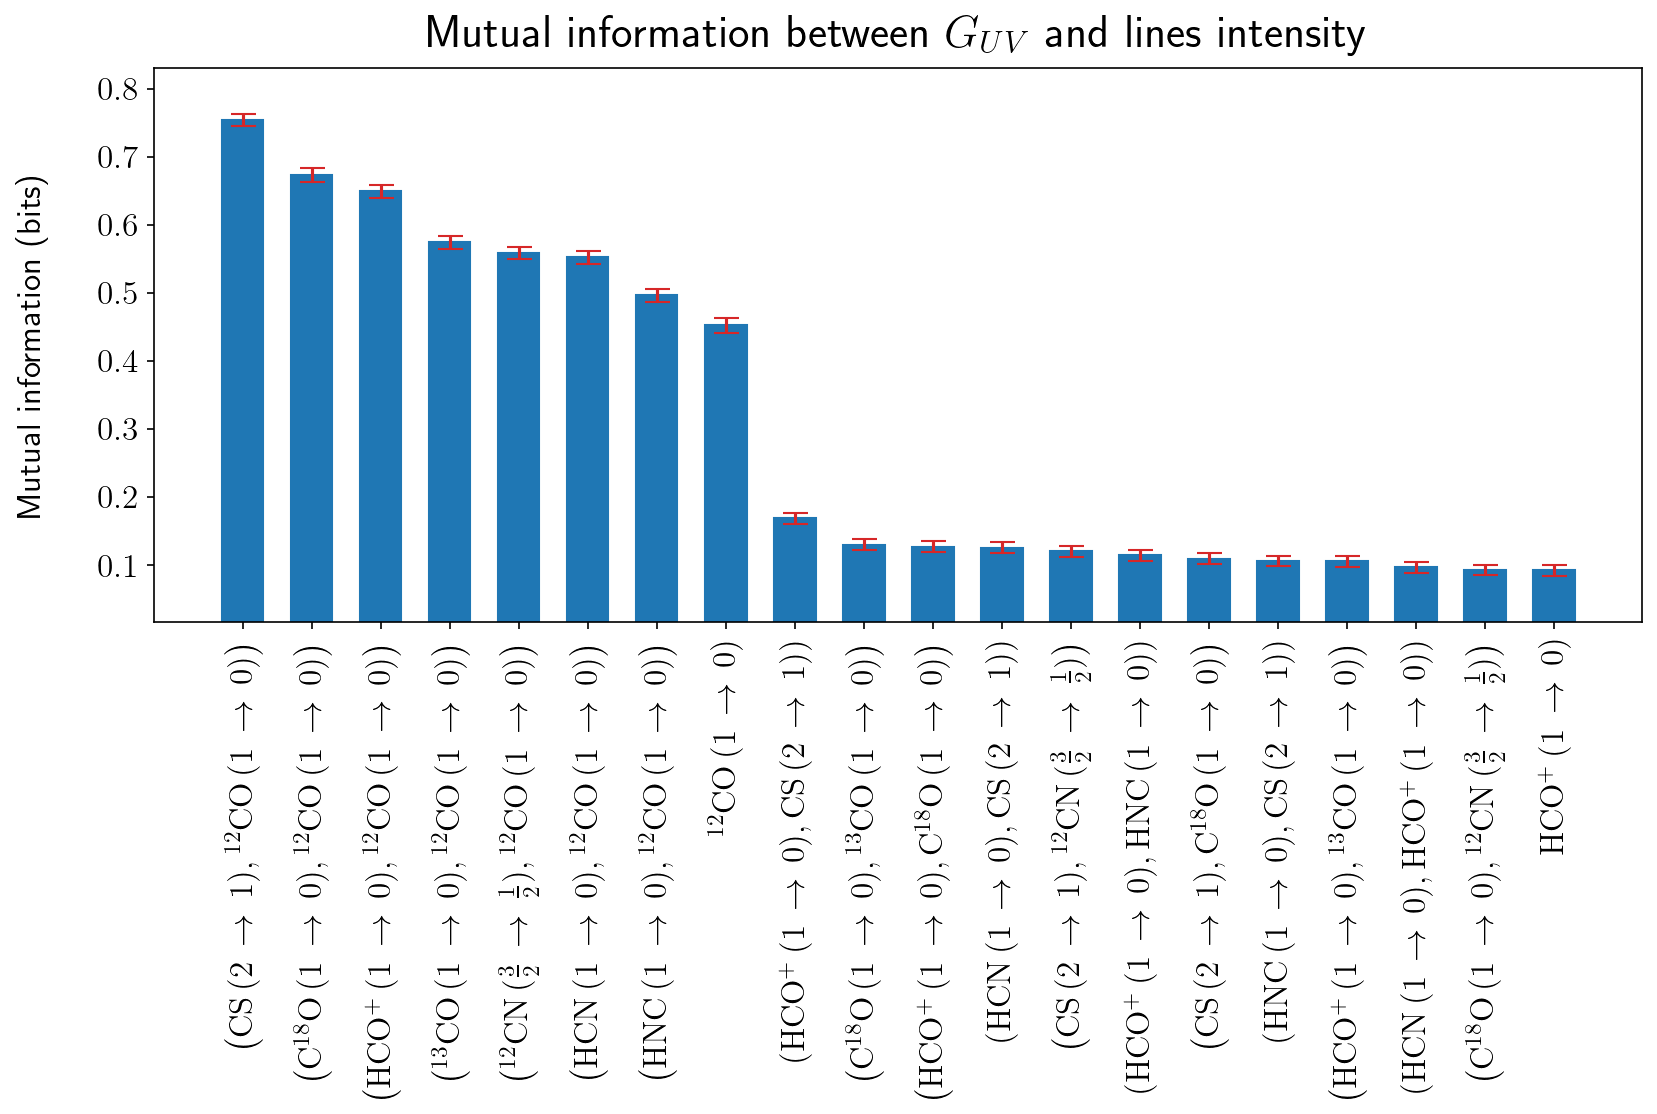 Mutual information between G_{UV} and lines intensity
Mutual information (bits)
0.8
0.7
0.6
0.5
0.4
0.3
0.2
0.1
(CS (2 → 1), ¹²CO (1 → 0))
(C¹⁸O (1 → 0), ¹²CO (1 → 0))
(HCO⁺ (1 → 0), ¹²CO (1 → 0))
(¹³CO (1 → 0), ¹²CO (1 → 0))
(¹²CN (3/2 → 1/2), ¹²CO (1 → 0))
(HCN (1 → 0), ¹²CO (1 → 0))
(HNC (1 → 0), ¹²CO (1 → 0))
¹²CO (1 → 0)
(HCO⁺ (1 → 0), CS (2 → 1))
(C¹⁸O (1 → 0), ¹³CO (1 → 0))
(HCO⁺ (1 → 0), C¹⁸O (1 → 0))
(HCN (1 → 0), CS (2 → 1))
(CS (2 → 1), ¹²CN (3/2 → 1/2))
(HCO⁺ (1 → 0), HNC (1 → 0))
(CS (2 → 1), C¹⁸O (1 → 0))
(HNC (1 → 0), CS (2 → 1))
(HCO⁺ (1 → 0), ¹³CO (1 → 0))
(HCN (1 → 0), HCO⁺ (1 → 0))
(C¹⁸O (1 → 0), ¹²CN (3/2 → 1/2))
HCO⁺ (1 → 0)